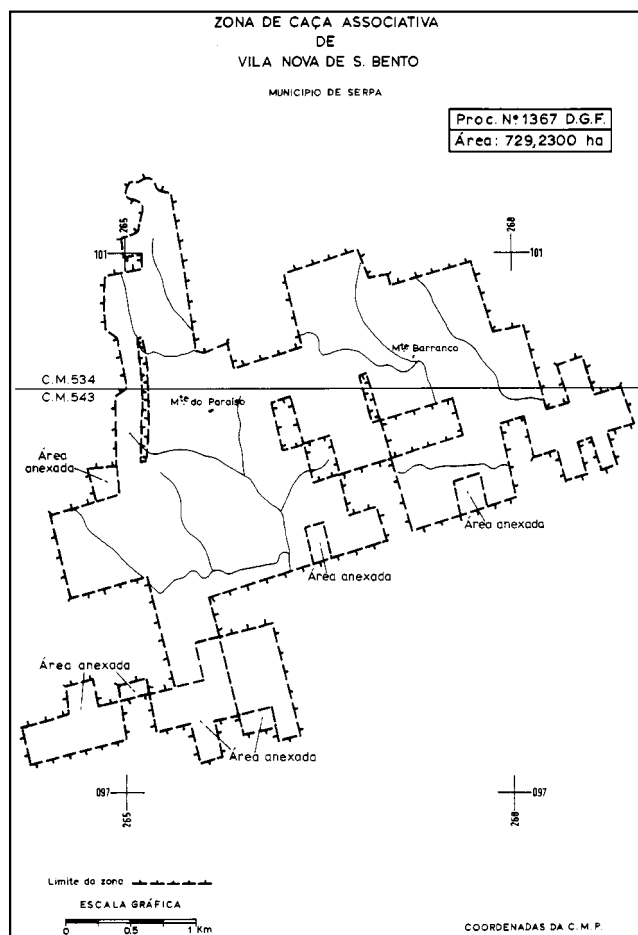 ZONA DE CAÇA ASSOCIATIVA
DE
VILA NOVA DE S. BENTO
MUNICIPIO DE SERPA
Proc. Nº 1367 D.G.F.
Área: 729,2300 ha
265
268
101
101
Mte Barranco
C.M.534
C.M.543
Mte do Paraíso
Área
anexada
Área anexada
Área anexada
Área anexada
Área anexada
097
265
097
268
Limite da zona
ESCALA GRÁFICA
0 0.5 1 Km
COORDENADAS DA C.M.P.